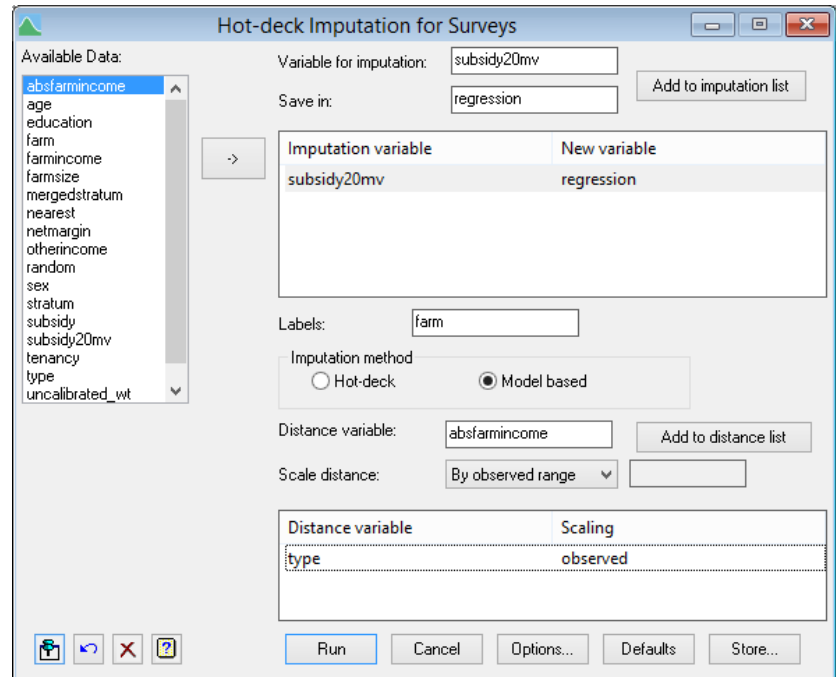 Hot-deck Imputation for Surveys
Available Data:
absfarmincome
age
education
farm
farmincome
farmsize
mergedstratum
nearest
netmargin
otherincome
random
sex
stratum
subsidy
subsidy20mv
tenancy
type
uncalibrated_wt
->
Variable for imputation: subsidy20mv
Add to imputation list
Save in: regression
Imputation variable New variable
subsidy20mv regression
Labels: farm
Imputation method
Hot-deck Model based
Distance variable: absfarmincome Add to distance list
Scale distance: By observed range
Distance variable Scaling
type observed
Run Cancel Options... Defaults Store...